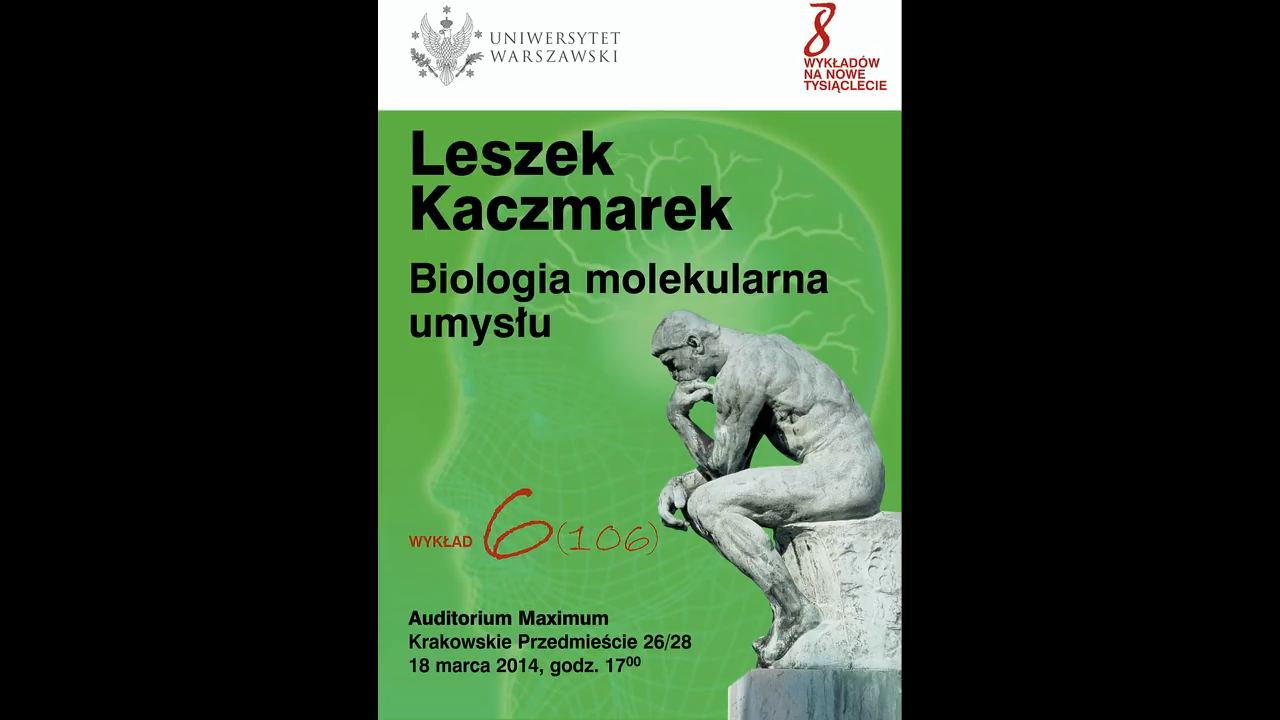 UNIWERSYTET
WARSZAWSKI
8
WYKŁADÓW
NA NOWE
TYSIĄCLECIE
Leszek
Kaczmarek
Biologia molekularna
umysłu
WYKŁAD 6 (106)
Auditorium Maximum
Krakowskie Przedmieście 26/28
18 marca 2014, godz. 17⁰⁰